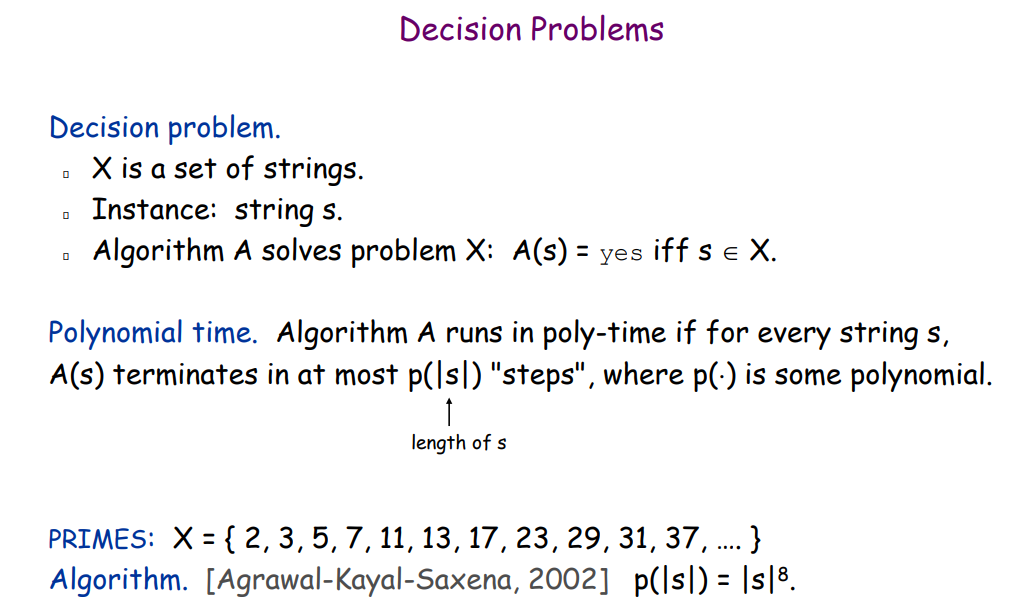 Decision Problems
Decision problem.
▯ X is a set of strings.
▯ Instance: string s.
▯ Algorithm A solves problem X: A(s) = yes iff s ∈ X.
Polynomial time. Algorithm A runs in poly-time if for every string s,
A(s) terminates in at most p(|s|) "steps", where p(·) is some polynomial.
length of s
PRIMES: X = { 2, 3, 5, 7, 11, 13, 17, 23, 29, 31, 37, .... }
Algorithm. [Agrawal-Kayal-Saxena, 2002] p(|s|) = |s|⁸.